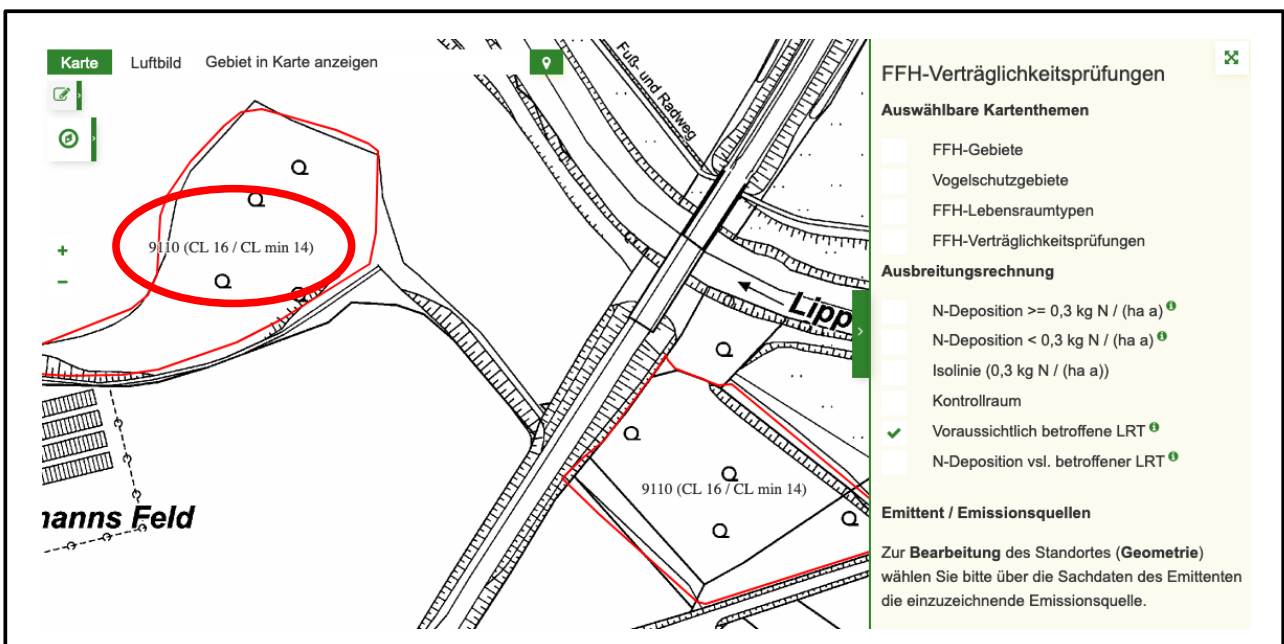 Karte
Luftbild
Gebiet in Karte anzeigen
Fuß- und Radweg
9110 (CL 16 / CL min 14)
Lipp
9110 (CL 16 / CL min 14)
nanns Feld
FFH-Verträglichkeitsprüfungen
Auswählbare Kartenthemen
FFH-Gebiete
Vogelschutzgebiete
FFH-Lebensraumtypen
FFH-Verträglichkeitsprüfungen
Ausbreitungsrechnung
N-Deposition >= 0,3 kg N / (ha a)
N-Deposition < 0,3 kg N / (ha a)
Isolinie (0,3 kg N / (ha a))
Kontrollraum
Voraussichtlich betroffene LRT
N-Deposition vsl. betroffener LRT
Emittent / Emissionsquellen
Zur Bearbeitung des Standortes (Geometrie)
wählen Sie bitte über die Sachdaten des Emittenten
die einzuzeichnende Emissionsquelle.